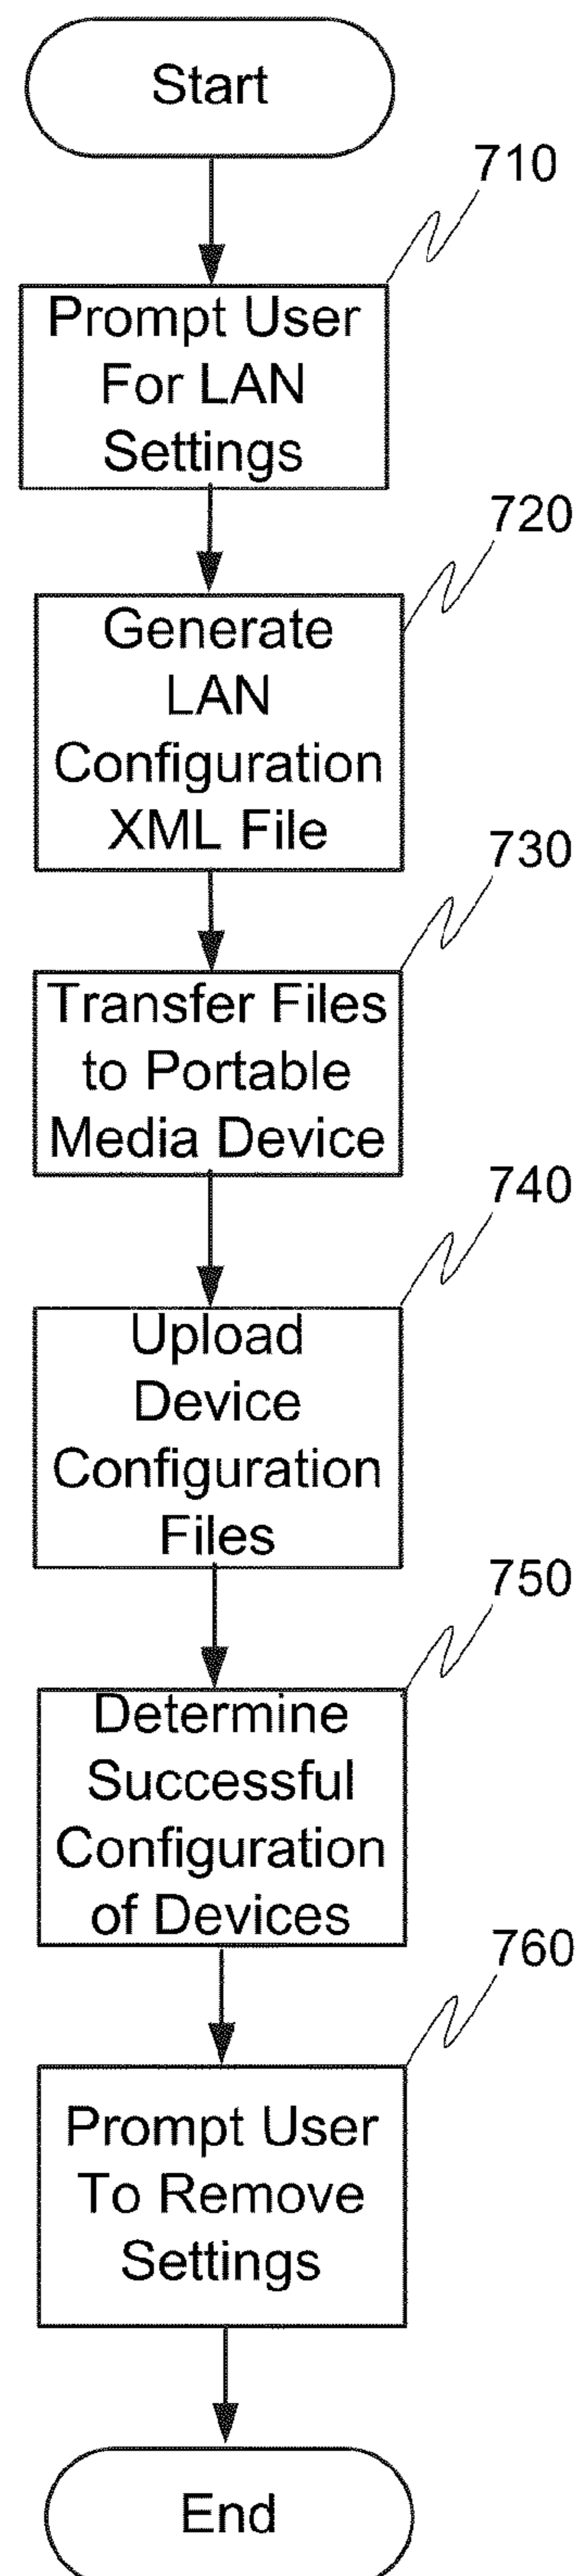 Start
710
Prompt User
For LAN
Settings
720
Generate
LAN
Configuration
XML File
730
Transfer Files
to Portable
Media Device
740
Upload
Device
Configuration
Files
750
Determine
Successful
Configuration
of Devices
760
Prompt User
To Remove
Settings
End